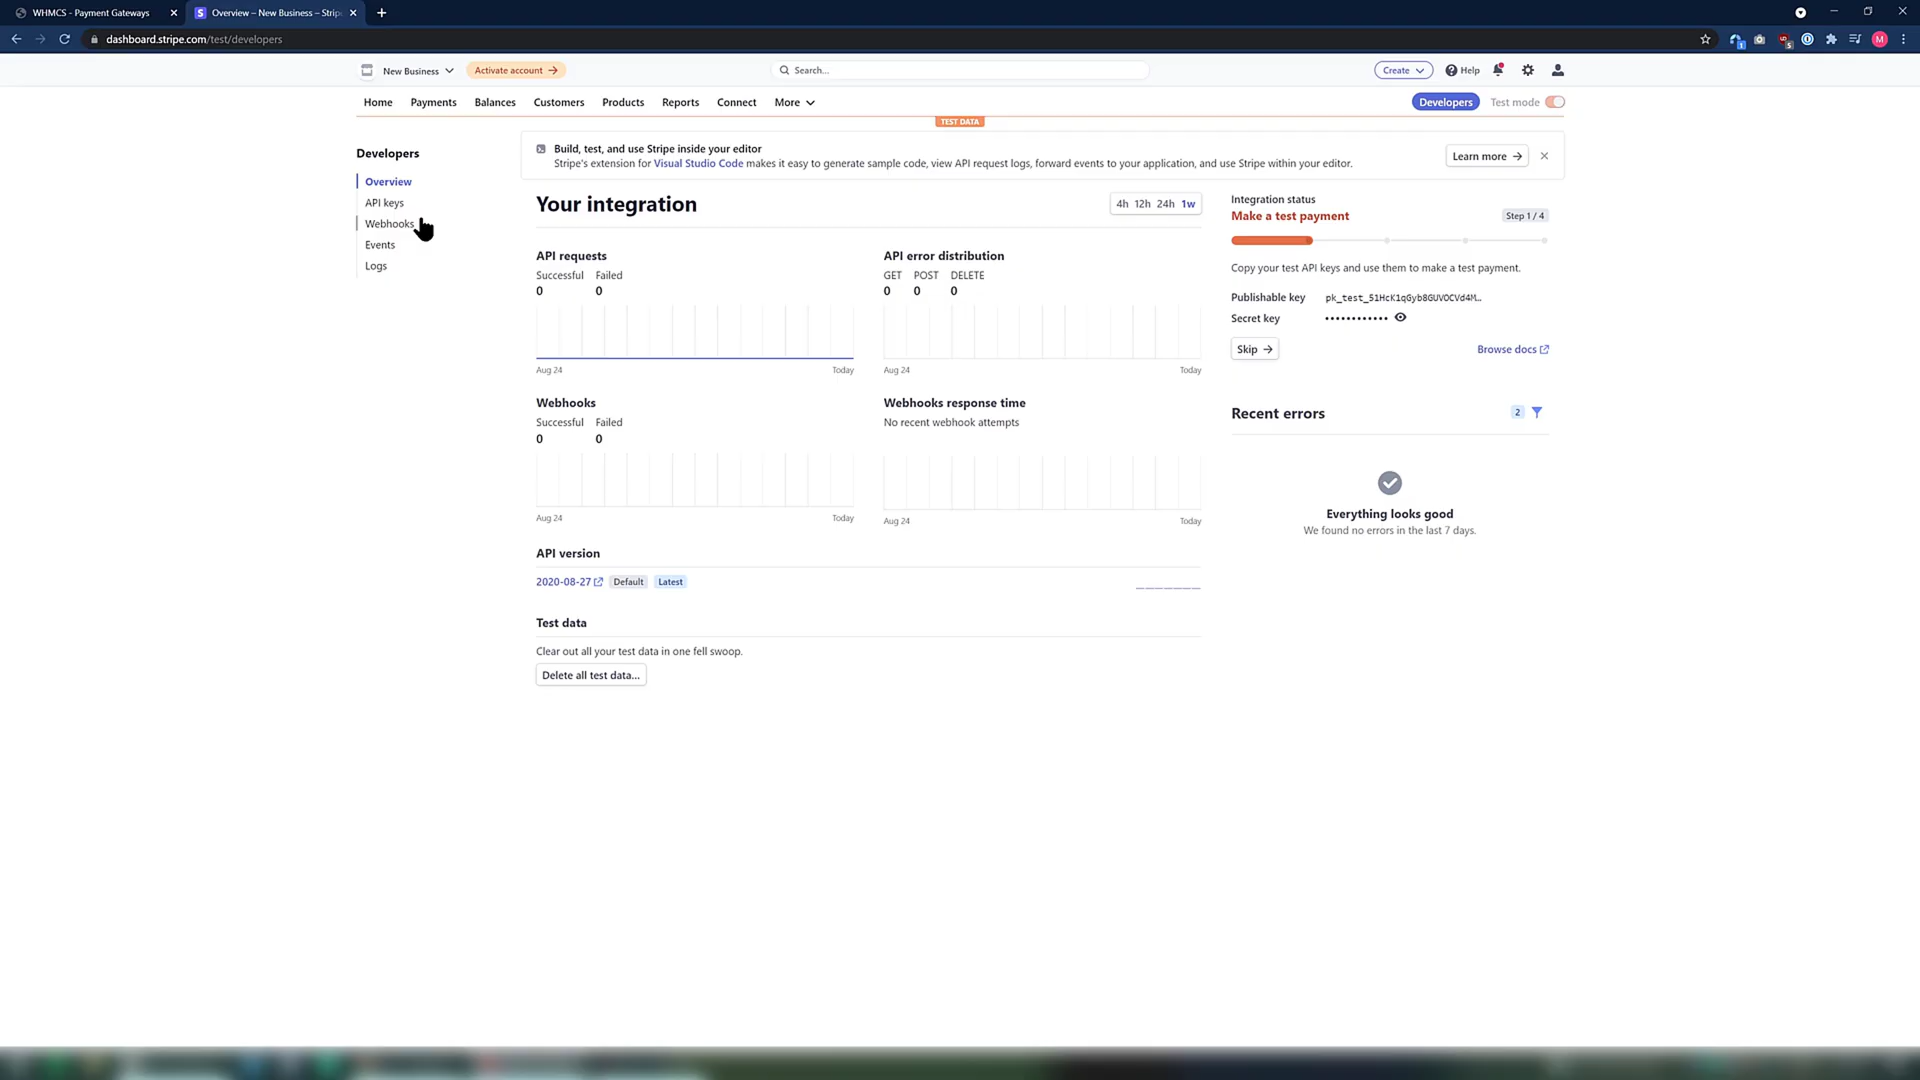 WHMCS - Payment Gateways
Overview – New Business – Strip
dashboard.stripe.com/test/developers
New Business
Activate account
Search...
Create
Help
Home
Payments
Balances
Customers
Products
Reports
Connect
More
Developers
Test mode
TEST DATA
Developers
Overview
API keys
Webhooks
Events
Logs
Build, test, and use Stripe inside your editor
Stripe's extension for Visual Studio Code makes it easy to generate sample code, view API request logs, forward events to your application, and use Stripe within your editor.
Learn more
Your integration
4h 12h 24h 1w
API requests
Successful Failed
0 0
Aug 24 Today
API error distribution
GET POST DELETE
0 0 0
Aug 24 Today
Webhooks
Successful Failed
0 0
Aug 24 Today
Webhooks response time
No recent webhook attempts
Aug 24 Today
API version
2020-08-27 Default Latest
Test data
Clear out all your test data in one fell swoop.
Delete all test data...
Integration status
Make a test payment
Step 1 / 4
Copy your test API keys and use them to make a test payment.
Publishable key pk_test_51HcK1qGyb8GUVOCVd4M…
Secret key ••••••••••••
Skip
Browse docs
Recent errors
2
Everything looks good
We found no errors in the last 7 days.